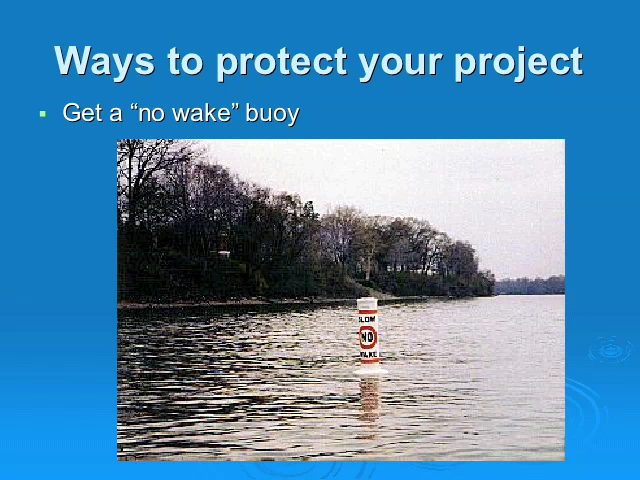 Ways to protect your project
▪ Get a “no wake” buoy
SLOW
NO
WAKE